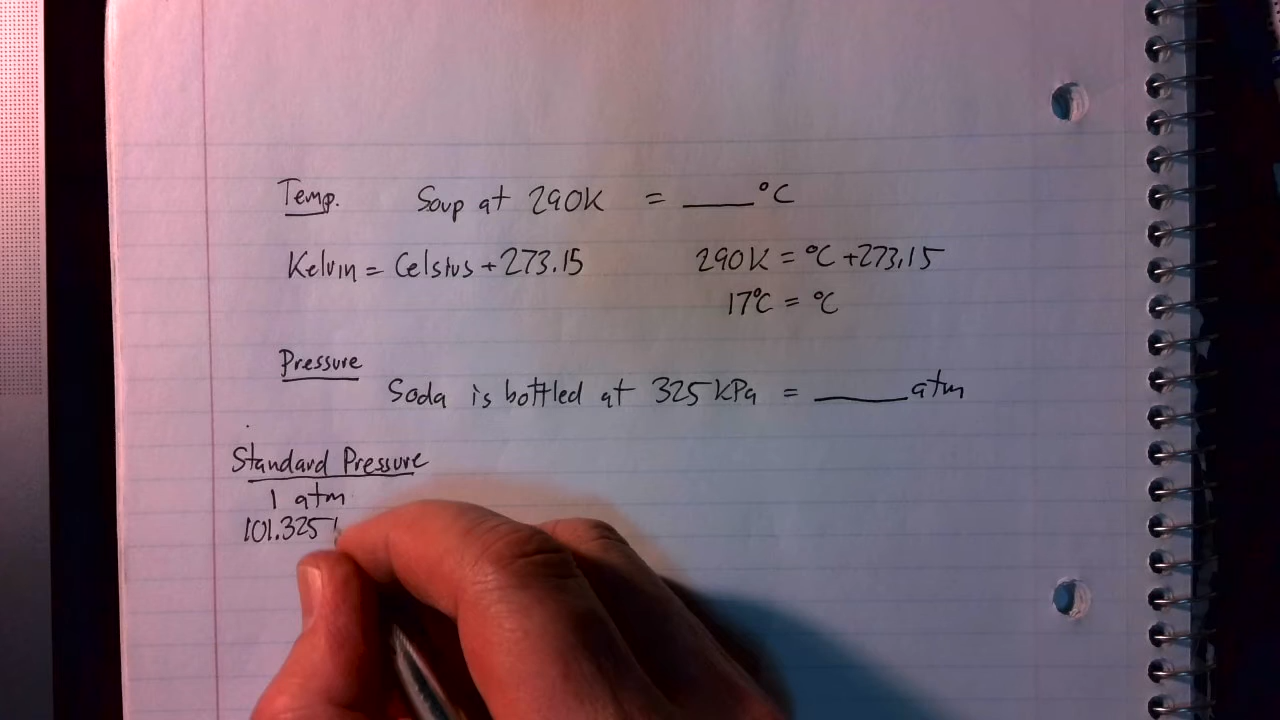 Temp. Soup at 290K = ____ °C
Kelvin = Celsius + 273.15 290K = °C + 273.15
17°C = °C
Pressure
Soda is bottled at 325 kPa = ____ atm
Standard Pressure
1 atm
101.325